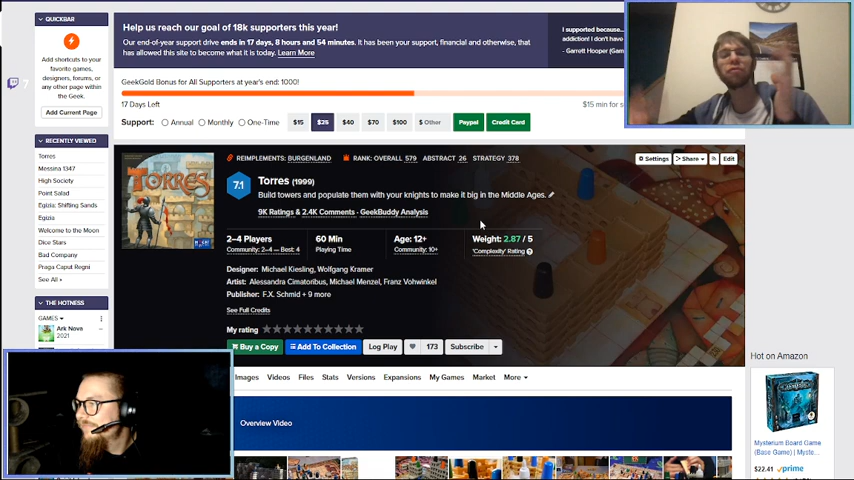 QUICKBAR
Add shortcuts to your favorite games, designers, forums, or any other page within the Geek.
Add Current Page
RECENTLY VIEWED
Torres
Messina 1347
High Society
Point Salad
Egizia: Shifting Sands
Egizia
Welcome to the Moon
Dice Stars
Bad Company
Praga Caput Regni
See All
THE HOTNESS
GAMES
Ark Nova
2021
Help us reach our goal of 18k supporters this year!
Our end-of-year support drive ends in 17 days, 8 hours and 54 minutes. It has been your support, financial and otherwise, that has allowed this site to become what it is today. Learn More
I supported because...
addiction! I don't have
- Garrett Hooper (Gam
GeekGold Bonus for All Supporters at year's end: 1000!
17 Days Left
$15 min for s
Support: Annual Monthly One-Time $15 $25 $40 $70 $100 $ Other Paypal Credit Card
REIMPLEMENTS: BURGENLAND RANK: OVERALL 579 ABSTRACT 26 STRATEGY 378
Settings Share Edit
TORRES
HUCH!
7.1
Torres (1999)
Build towers and populate them with your knights to make it big in the Middle Ages.
9K Ratings & 2.4K Comments · GeekBuddy Analysis
2–4 Players
Community: 2–4 — Best: 4
60 Min
Playing Time
Age: 12+
Community: 10+
Weight: 2.87 / 5
'Complexity' Rating
Designer: Michael Kiesling, Wolfgang Kramer
Artist: Alessandra Cimatoribus, Michael Menzel, Franz Vohwinkel
Publisher: F.X. Schmid + 9 more
See Full Credits
My rating
Buy a Copy Add To Collection Log Play 173 Subscribe
Images Videos Files Stats Versions Expansions My Games Market More
Overview Video
Hot on Amazon
Mysterium Board Game (Base Game) | Myste...
$22.41 prime